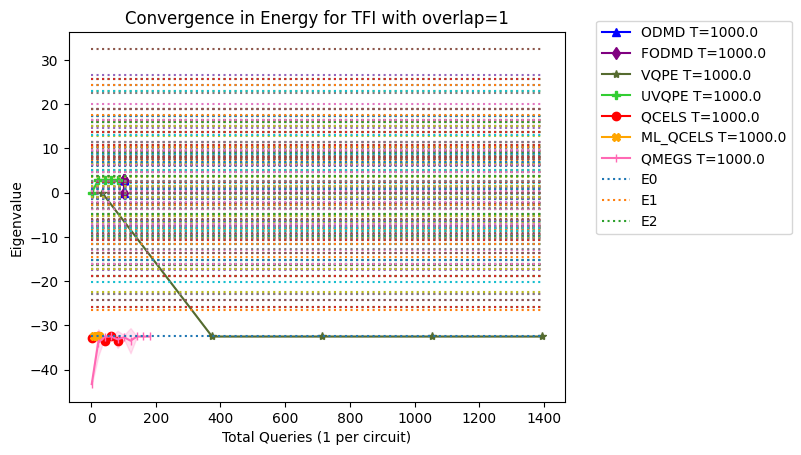 Convergence in Energy for TFI with overlap=1
30
20
10
0
−10
−20
−30
−40
Eigenvalue
0
200
400
600
800
1000
1200
1400
Total Queries (1 per circuit)
ODMD T=1000.0
FODMD T=1000.0
VQPE T=1000.0
UVQPE T=1000.0
QCELS T=1000.0
ML_QCELS T=1000.0
QMEGS T=1000.0
E0
E1
E2